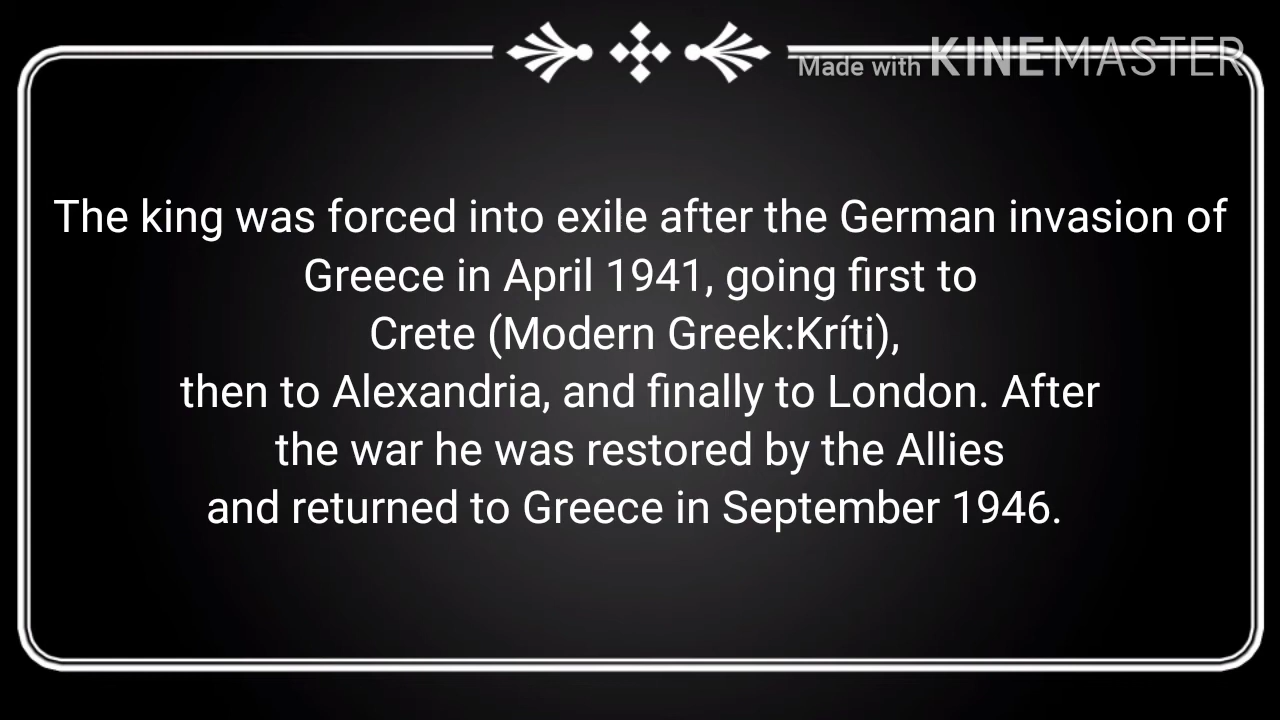 Made with KINEMASTER
The king was forced into exile after the German invasion of
Greece in April 1941, going first to
Crete (Modern Greek:Kríti),
then to Alexandria, and finally to London. After
the war he was restored by the Allies
and returned to Greece in September 1946.